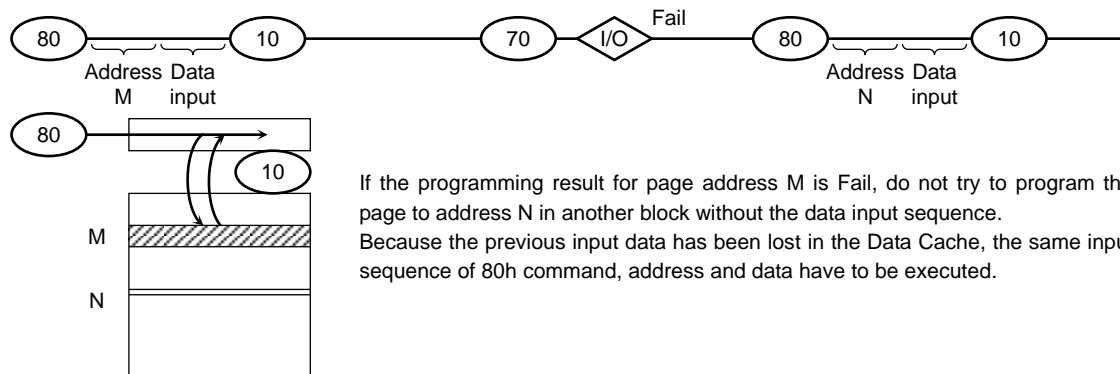 80 10 70 I/O Fail 80 10
Address Data Address Data
M input N input
80
10
If the programming result for page address M is Fail, do not try to program th
page to address N in another block without the data input sequence.
Because the previous input data has been lost in the Data Cache, the same inpu
sequence of 80h command, address and data have to be executed.
M
N